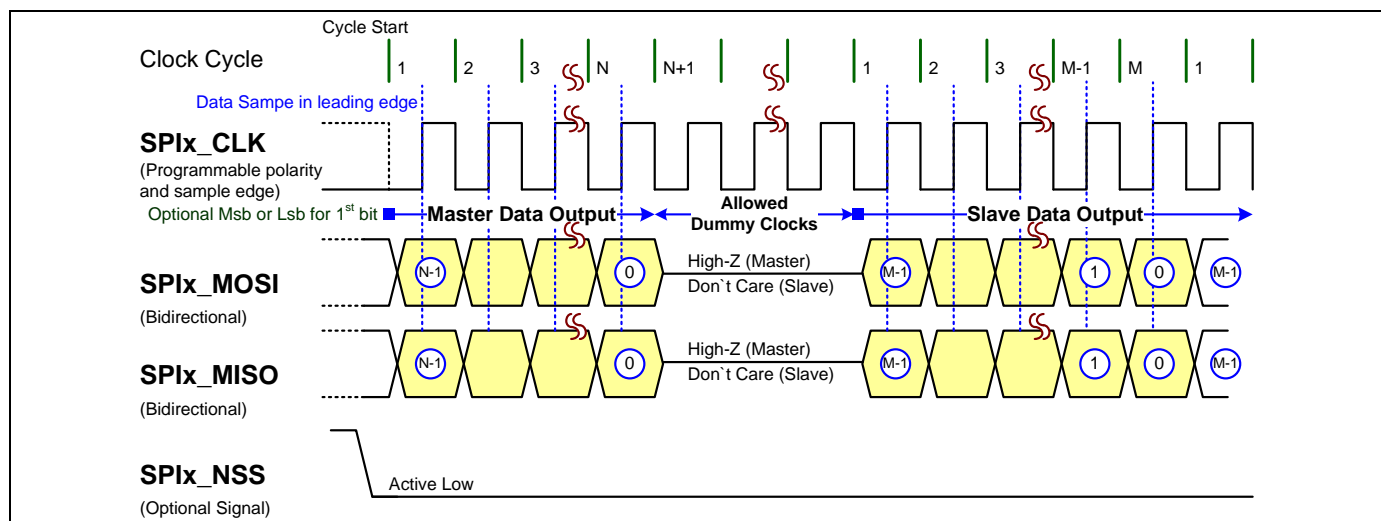 Cycle Start
Clock Cycle
1 2 3 N N+1 1 2 3 M-1 M 1
Data Sampe in leading edge
SPIx_CLK
(Programmable polarity
and sample edge)
Optional Msb or Lsb for 1st bit
Master Data Output
Allowed
Dummy Clocks
Slave Data Output
SPIx_MOSI
(Bidirectional)
N-1 0 High-Z (Master) M-1 1 0 M-1
Don`t Care (Slave)
SPIx_MISO
(Bidirectional)
N-1 0 High-Z (Master) M-1 1 0 M-1
Don`t Care (Slave)
SPIx_NSS
(Optional Signal)
Active Low